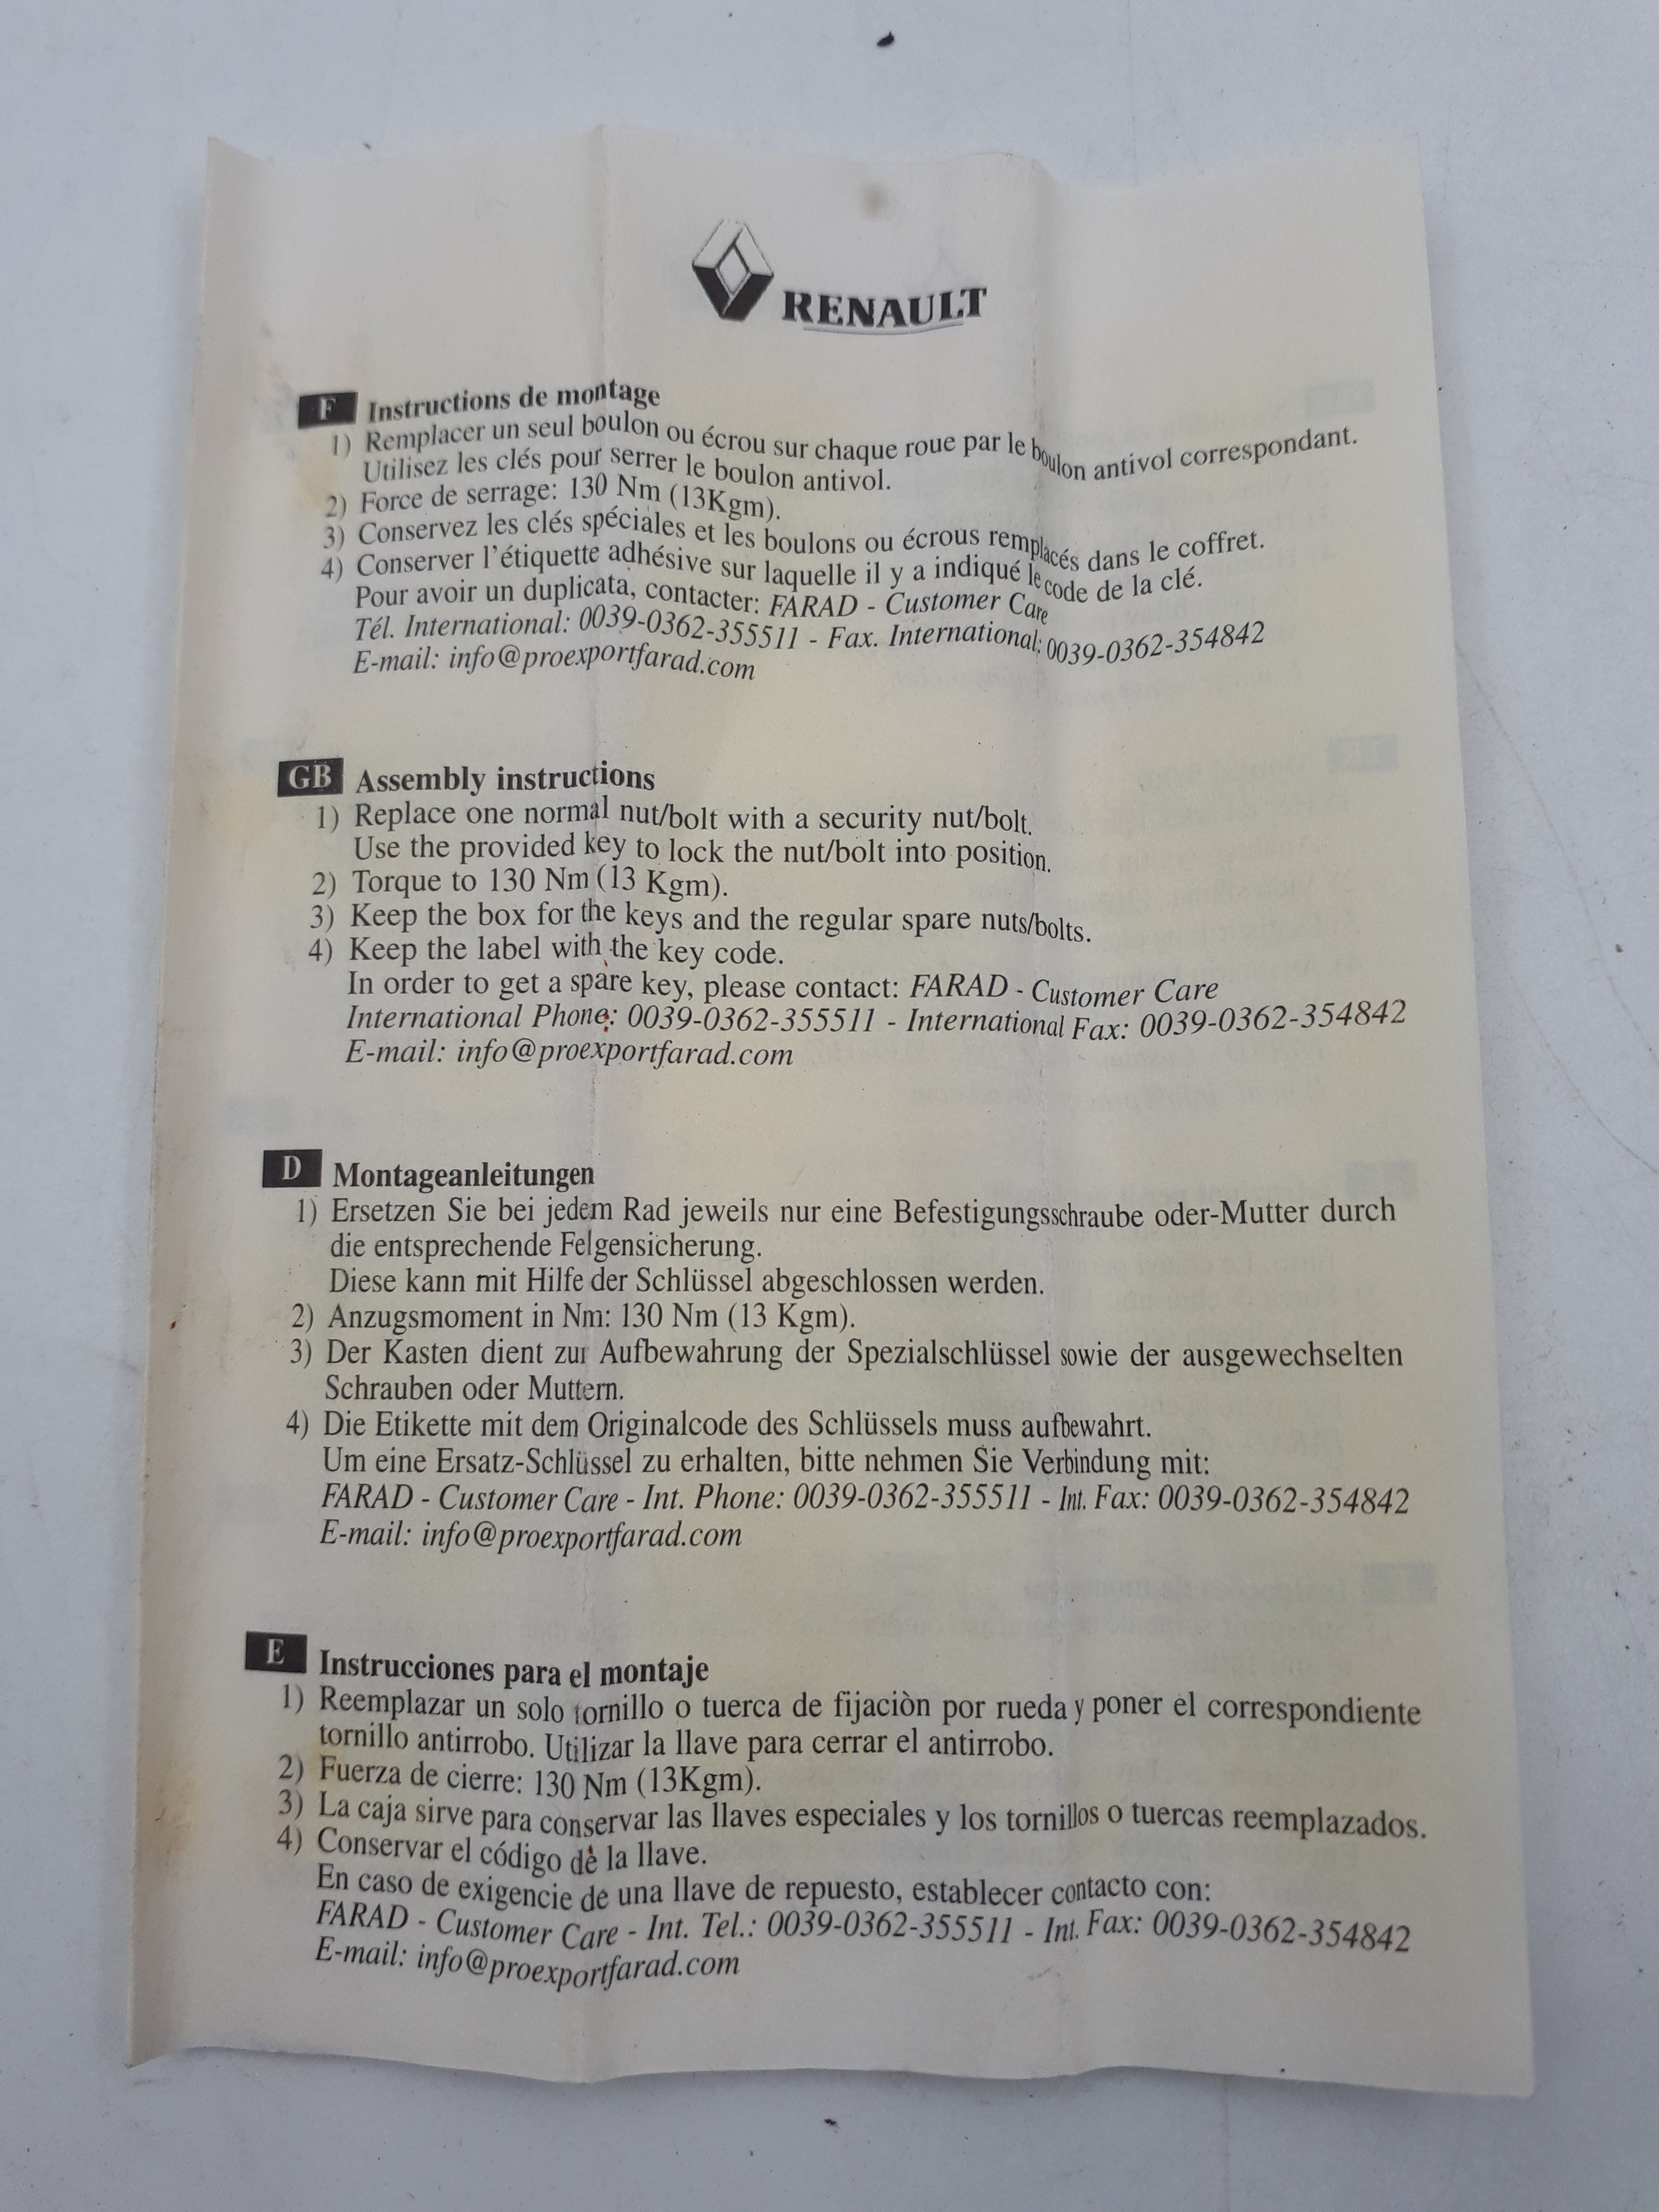 RENAULT
F Instructions de montage
1) Remplacer un seul boulon ou écrou sur chaque roue par le boulon antivol correspondant.
Utilisez les clés pour serrer le boulon antivol.
2) Force de serrage: 130 Nm (13Kgm).
3) Conservez les clés spéciales et les boulons ou écrous remplacés dans le coffret.
4) Conserver l'étiquette adhésive sur laquelle il y a indiqué le code de la clé.
Pour avoir un duplicata, contacter: FARAD - Customer Care
Tél. International: 0039-0362-355511 - Fax. International: 0039-0362-354842
E-mail: info@proexportfarad.com
GB Assembly instructions
1) Replace one normal nut/bolt with a security nut/bolt.
Use the provided key to lock the nut/bolt into position.
2) Torque to 130 Nm (13 Kgm).
3) Keep the box for the keys and the regular spare nuts/bolts.
4) Keep the label with the key code.
In order to get a spare key, please contact: FARAD - Customer Care
International Phone: 0039-0362-355511 - International Fax: 0039-0362-354842
E-mail: info@proexportfarad.com
D Montageanleitungen
1) Ersetzen Sie bei jedem Rad jeweils nur eine Befestigungsschraube oder-Mutter durch
die entsprechende Felgensicherung.
Diese kann mit Hilfe der Schlüssel abgeschlossen werden.
2) Anzugsmoment in Nm: 130 Nm (13 Kgm).
3) Der Kasten dient zur Aufbewahrung der Spezialschlüssel sowie der ausgewechselten
Schrauben oder Muttern.
4) Die Etikette mit dem Originalcode des Schlüssels muss aufbewahrt.
Um eine Ersatz-Schlüssel zu erhalten, bitte nehmen Sie Verbindung mit:
FARAD - Customer Care - Int. Phone: 0039-0362-355511 - Int. Fax: 0039-0362-354842
E-mail: info@proexportfarad.com
E Instrucciones para el montaje
1) Reemplazar un solo tornillo o tuerca de fijaciòn por rueda y poner el correspondiente
tornillo antirrobo. Utilizar la llave para cerrar el antirrobo.
2) Fuerza de cierre: 130 Nm (13Kgm).
3) La caja sirve para conservar las llaves especiales y los tornillos o tuercas reemplazados.
4) Conservar el código de la llave.
En caso de exigencie de una llave de repuesto, establecer contacto con:
FARAD - Customer Care - Int. Tel.: 0039-0362-355511 - Int. Fax: 0039-0362-354842
E-mail: info@proexportfarad.com